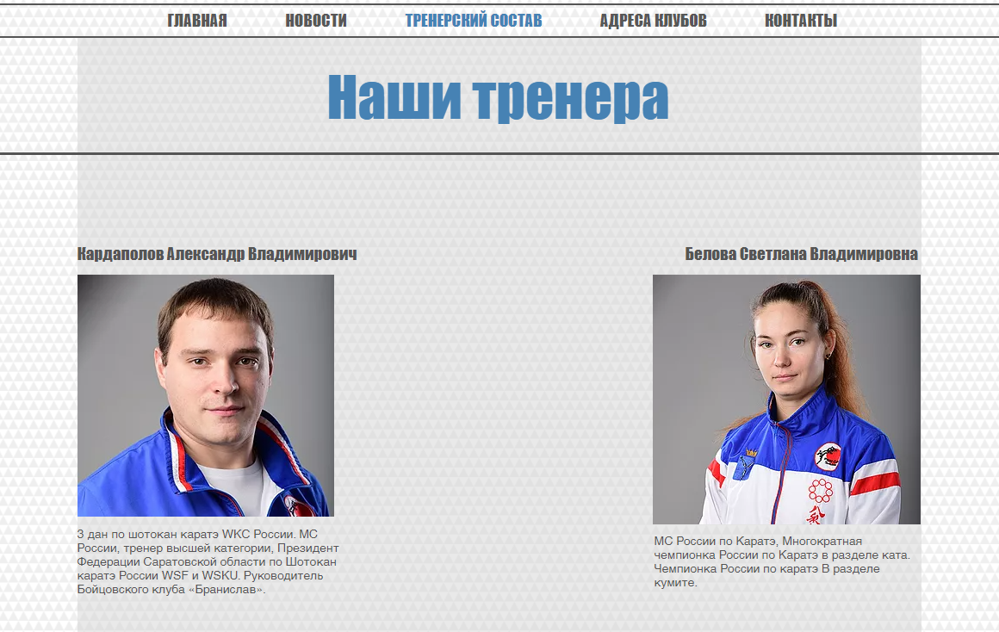 ГЛАВНАЯ НОВОСТИ ТРЕНЕРСКИЙ СОСТАВ АДРЕСА КЛУБОВ КОНТАКТЫ
Наши тренера
Кардаполов Александр Владимирович
3 дан по шотокан каратэ WKC России. МС
России, тренер высшей категории, Президент
Федерации Саратовской области по Шотокан
каратэ России WSF и WSKU. Руководитель
Бойцовского клуба «Бранислав».
Белова Светлана Владимировна
МС России по Каратэ, Многократная
чемпионка России по Каратэ в разделе ката.
Чемпионка России по каратэ В разделе
кумите.